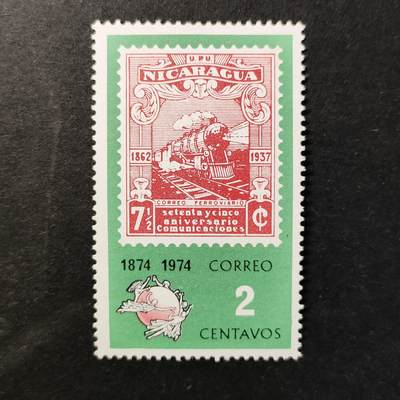 UPU
NICARAGUA
1862 1937
CORREO FERROVIARIO
7½ setenta y cinco ¢
aniversario
Comunicaciones
1874 1974 CORREO
2
CENTAVOS